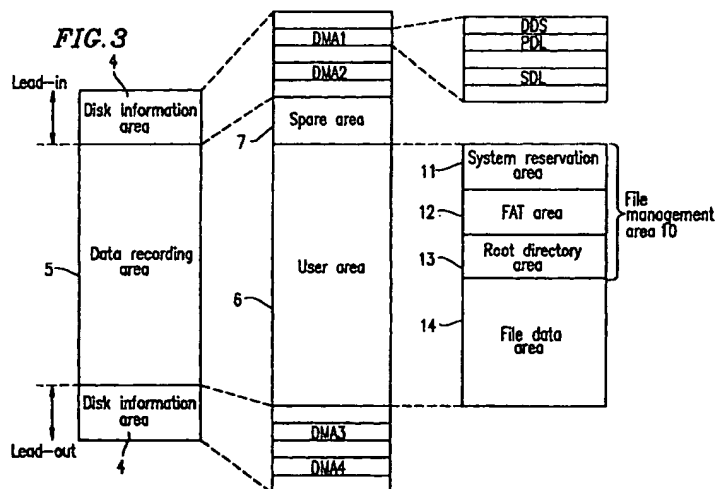 FIG.3
4
Lead-in
Disk information
area
5
Data recording
area
Disk information
area
Lead-out
4
DMA1
DMA2
7
Spare area
6
User area
DMA3
DMA4
DDS
PDL
SDL
11
System reservation
area
12
FAT area
13
Root directory
area
File
management
area 10
14
File data
area